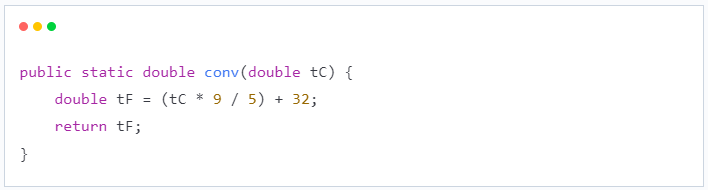 public static double conv(double tC) {
    double tF = (tC * 9 / 5) + 32;
    return tF;
}